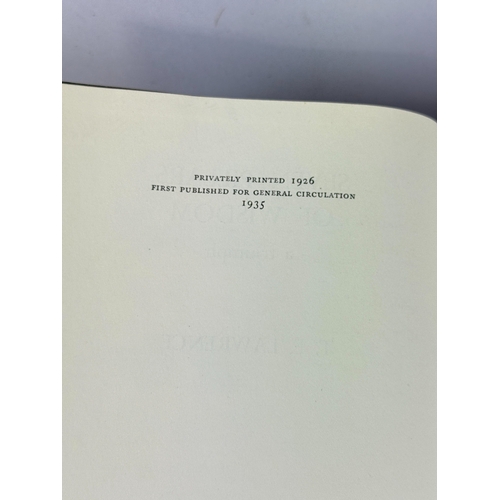 PRIVATELY PRINTED 1926
FIRST PUBLISHED FOR GENERAL CIRCULATION
1935